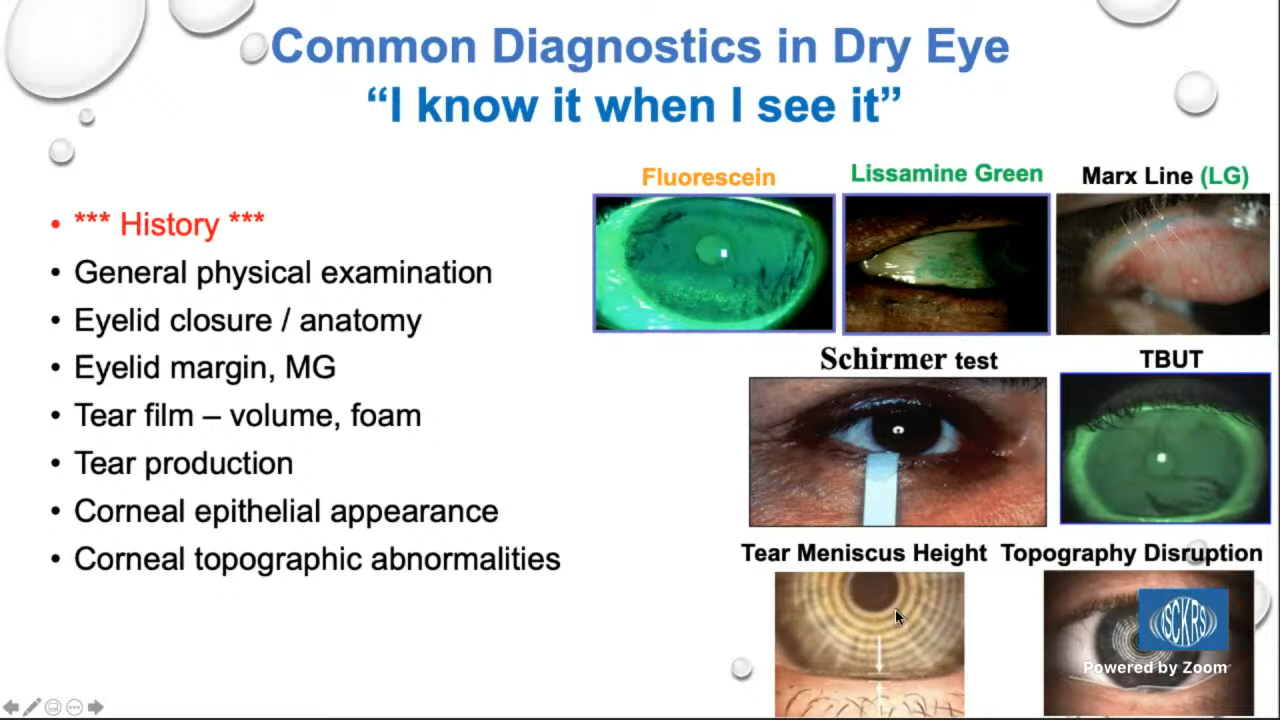 Common Diagnostics in Dry Eye
“I know it when I see it”
• *** History ***
• General physical examination
• Eyelid closure / anatomy
• Eyelid margin, MG
• Tear film – volume, foam
• Tear production
• Corneal epithelial appearance
• Corneal topographic abnormalities
Fluorescein
Lissamine Green
Marx Line (LG)
Schirmer test
TBUT
Tear Meniscus Height
Topography Disruption
ISCKRS
Powered by Zoom